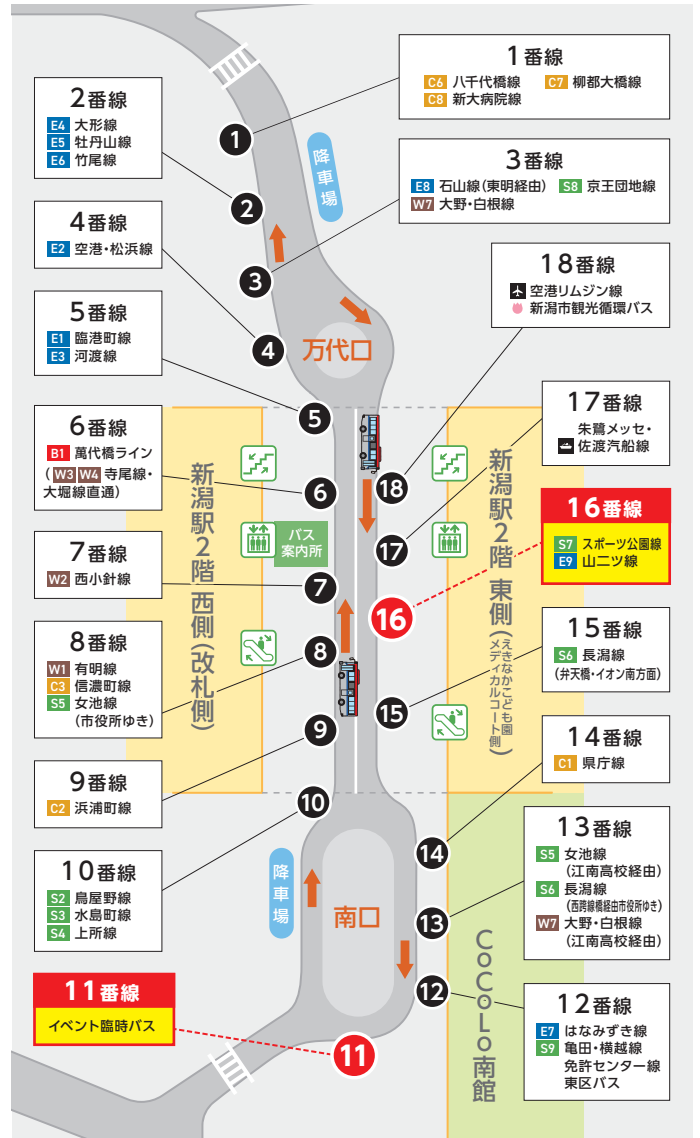 1番線
C6 八千代橋線 C7 柳都大橋線
C8 新大病院線
2番線
E4 大形線
E5 牡丹山線
E6 竹尾線
3番線
E8 石山線(東明経由) S8 京王団地線
W7 大野・白根線
4番線
E2 空港・松浜線
18番線
空港リムジン線
新潟市観光循環バス
5番線
E1 臨港町線
E3 河渡線
17番線
朱鷺メッセ・
佐渡汽船線
6番線
B1 萬代橋ライン
(W3 W4 寺尾線・
大堀線直通)
16番線
S7 スポーツ公園線
E9 山二ツ線
7番線
W2 西小針線
15番線
S6 長潟線
(弁天橋・イオン南方面)
8番線
W1 有明線
C3 信濃町線
S5 女池線
(市役所ゆき)
14番線
C1 県庁線
9番線
C2 浜浦町線
13番線
S5 女池線
(江南高校経由)
S6 長潟線
(西跨線橋経由市役所ゆき)
W7 大野・白根線
(江南高校経由)
10番線
S2 鳥屋野線
S3 水島町線
S4 上所線
11番線
イベント臨時バス
12番線
E7 はなみずき線
S9 亀田・横越線
免許センター線
東区バス
1
降車場
2
3
4
万代口
5
18
6
17
バス
案内所
7
16
8
15
9
10
14
降車場
南口
13
12
11
新潟駅2階 西側(改札側)
新潟駅2階 東側(えきなかこども園
メディカルコート側)
CoCoLo南館